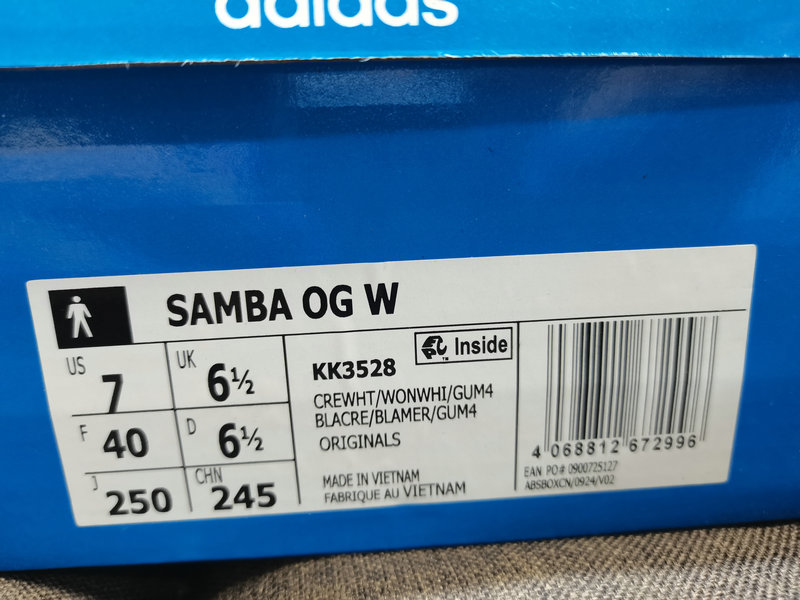 adidas
SAMBA OG W
US 7 UK 6½
F 40 D 6½
J 250 CHN 245
KK3528
Inside
TM
CREWHT/WONWHI/GUM4
BLACRE/BLAMER/GUM4
ORIGINALS
MADE IN VIETNAM
FABRIQUE AU VIETNAM
4 068812 672996
EAN PO# 0900725127
ABSBOXCN/0924/V02